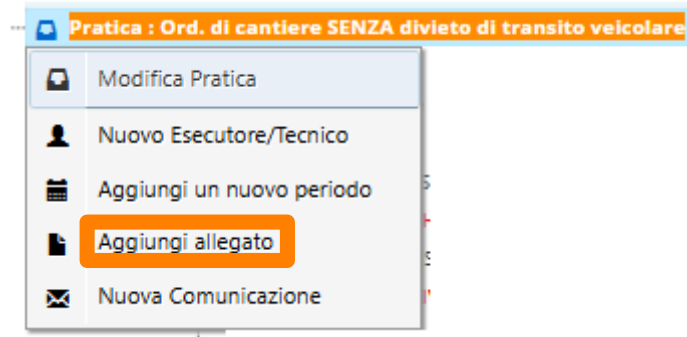 Pratica : Ord. di cantiere SENZA divieto di transito veicolare
Modifica Pratica
Nuovo Esecutore/Tecnico
Aggiungi un nuovo periodo
Aggiungi allegato
Nuova Comunicazione